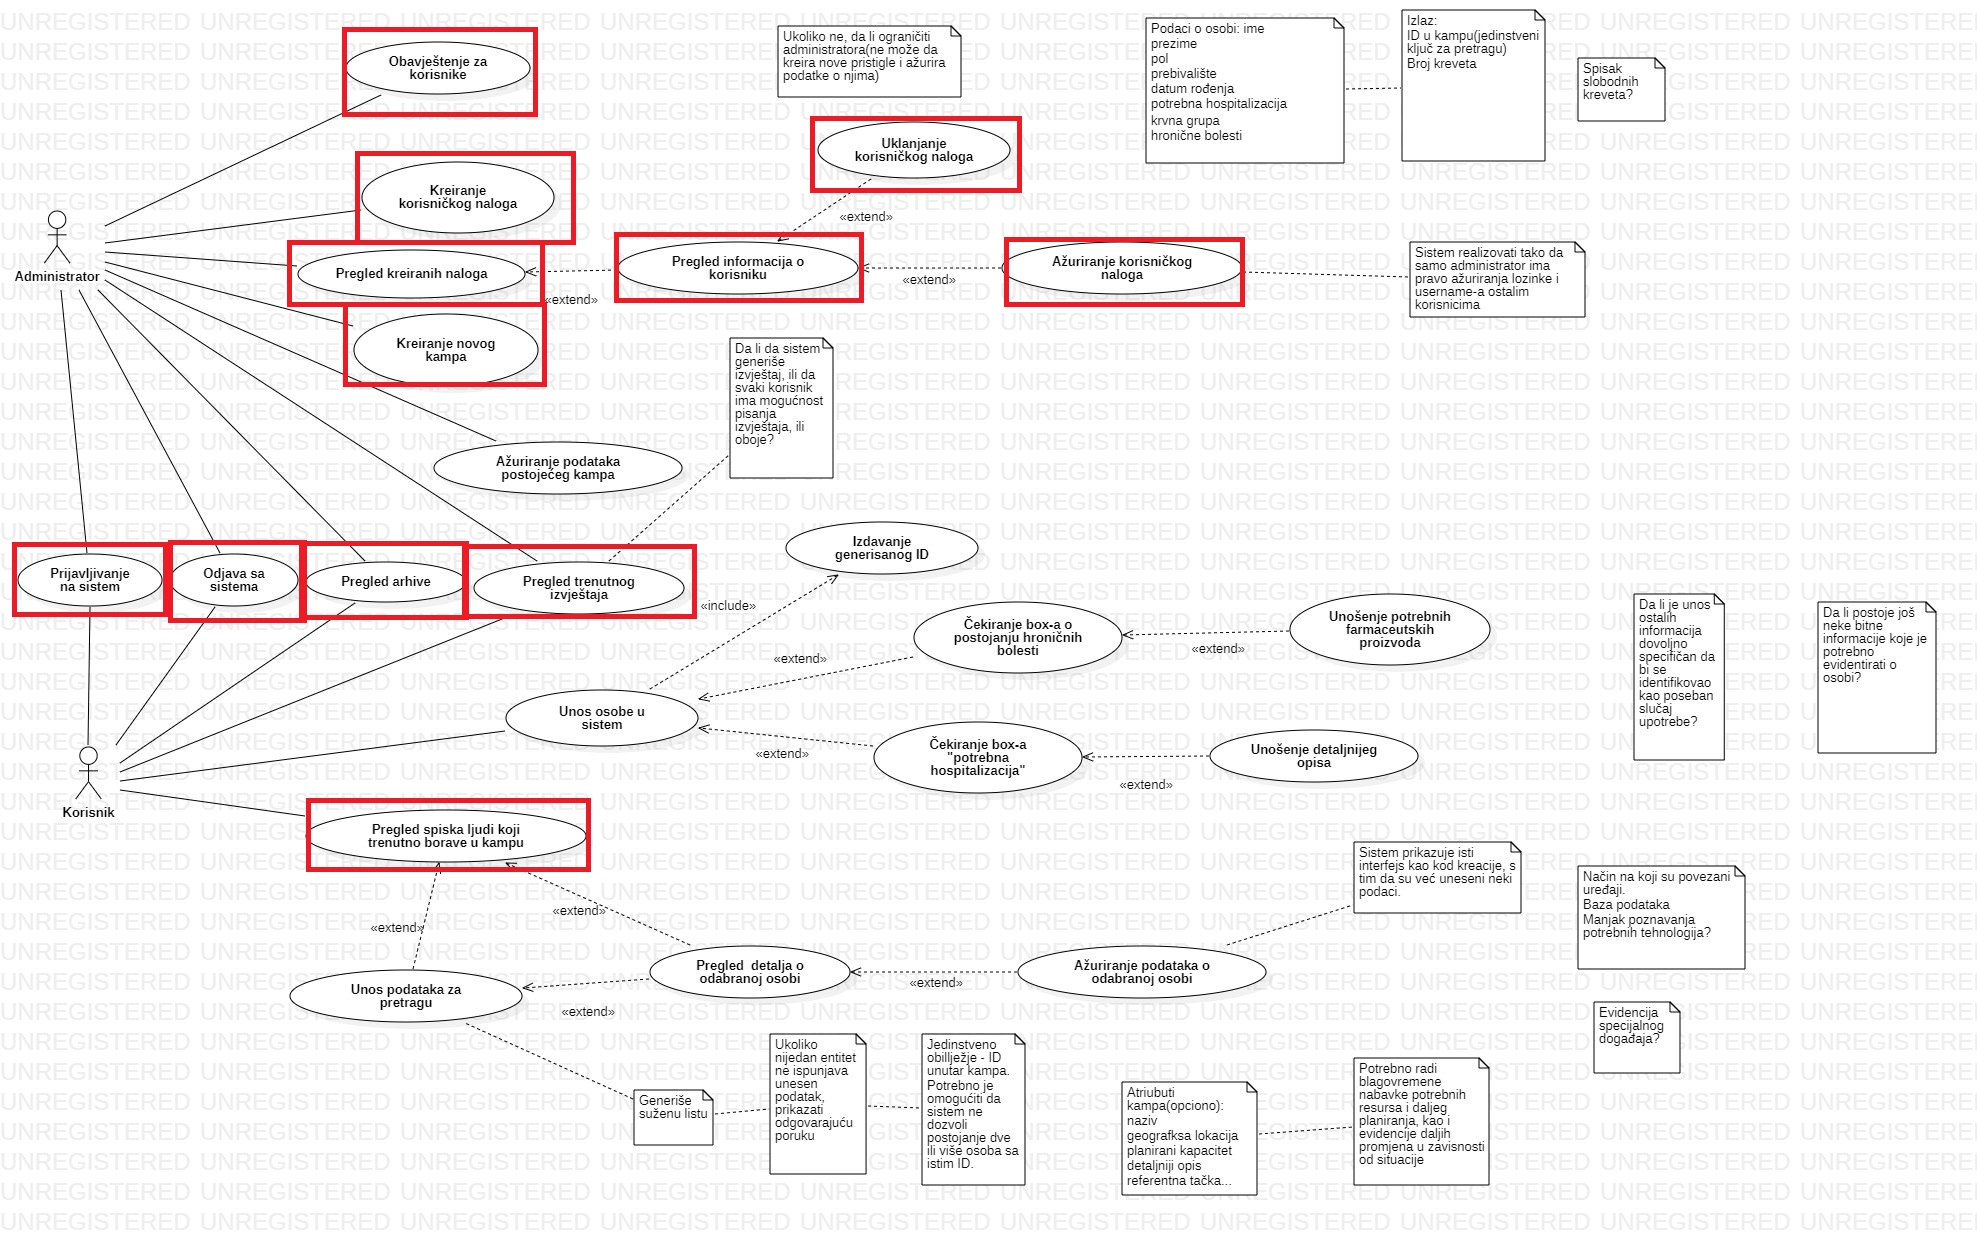 Obavještenje za
korisnike
Ukoliko ne, da li ograničiti
administratora(ne može da
kreira nove pristigle i ažurira
podatke o njima)
Podaci o osobi: ime
prezime
pol
prebivalište
datum rođenja
potrebna hospitalizacija
krvna grupa
hronične bolesti
Izlaz:
ID u kampu(jedinstveni
ključ za pretragu)
Broj kreveta
Spisak
slobodnih
kreveta?
Uklanjanje
korisničkog naloga
Kreiranje
korisničkog naloga
«extend»
Administrator
Pregled kreiranih naloga
«extend»
Pregled informacija o
korisniku
«extend»
Ažuriranje korisničkog
naloga
Sistem realizovati tako da
samo administrator ima
pravo ažuriranja lozinke i
username-a ostalim
korisnicima
Kreiranje novog
kampa
Da li da sistem
generiše
izvještaj, ili da
svaki korisnik
ima mogućnost
pisanja
izvještaja, ili
oboje?
Ažuriranje podataka
postojećeg kampa
Prijavljivanje
na sistem
Odjava sa
sistema
Pregled arhive
Pregled trenutnog
izvještaja
Izdavanje
generisanog ID
«include»
Čekiranje box-a o
postojanju hroničnih
bolesti
«extend»
Unošenje potrebnih
farmaceutskih
proizvoda
«extend»
Da li je unos
ostalih
informacija
dovoljno
specifičan da
bi se
identifikovao
kao poseban
slučaj
upotrebe?
Da li postoje još
neke bitne
informacije koje je
potrebno
evidentirati o
osobi?
Unos osobe u
sistem
«extend»
Čekiranje box-a
"potrebna
hospitalizacija"
«extend»
Unošenje detaljnijeg
opisa
Korisnik
Pregled spiska ljudi koji
trenutno borave u kampu
«extend»
«extend»
Sistem prikazuje isti
interfejs kao kod kreacije, s
tim da su već uneseni neki
podaci.
Način na koji su povezani
uređaji.
Baza podataka
Manjak poznavanja
potrebnih tehnologija?
Unos podataka za
pretragu
«extend»
Pregled  detalja o
odabranoj osobi
«extend»
Ažuriranje podataka o
odabranoj osobi
Evidencija
specijalnog
događaja?
Generiše
suženu listu
Ukoliko
nijedan entitet
ne ispunjava
unesen
podatak,
prikazati
odgovarajuću
poruku
Jedinstveno
obillježje - ID
unutar kampa.
Potrebno je
omogućiti da
sistem ne
dozvoli
postojanje dve
ili više osoba sa
istim ID.
Atriubuti
kampa(opciono):
naziv
geografksa lokacija
planirani kapacitet
detaljniji opis
referentna tačka...
Potrebno radi
blagovremene
nabavke potrebnih
resursa i daljeg
planiranja, kao i
evidencije daljih
promjena u zavisnosti
od situacije
UNREGISTERED